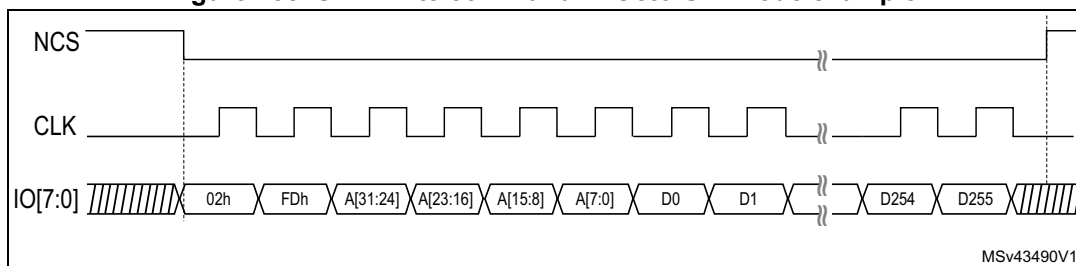 NCS
CLK
IO[7:0] 02h FDh A[31:24] A[23:16] A[15:8] A[7:0] D0 D1 D254 D255
MSv43490V1